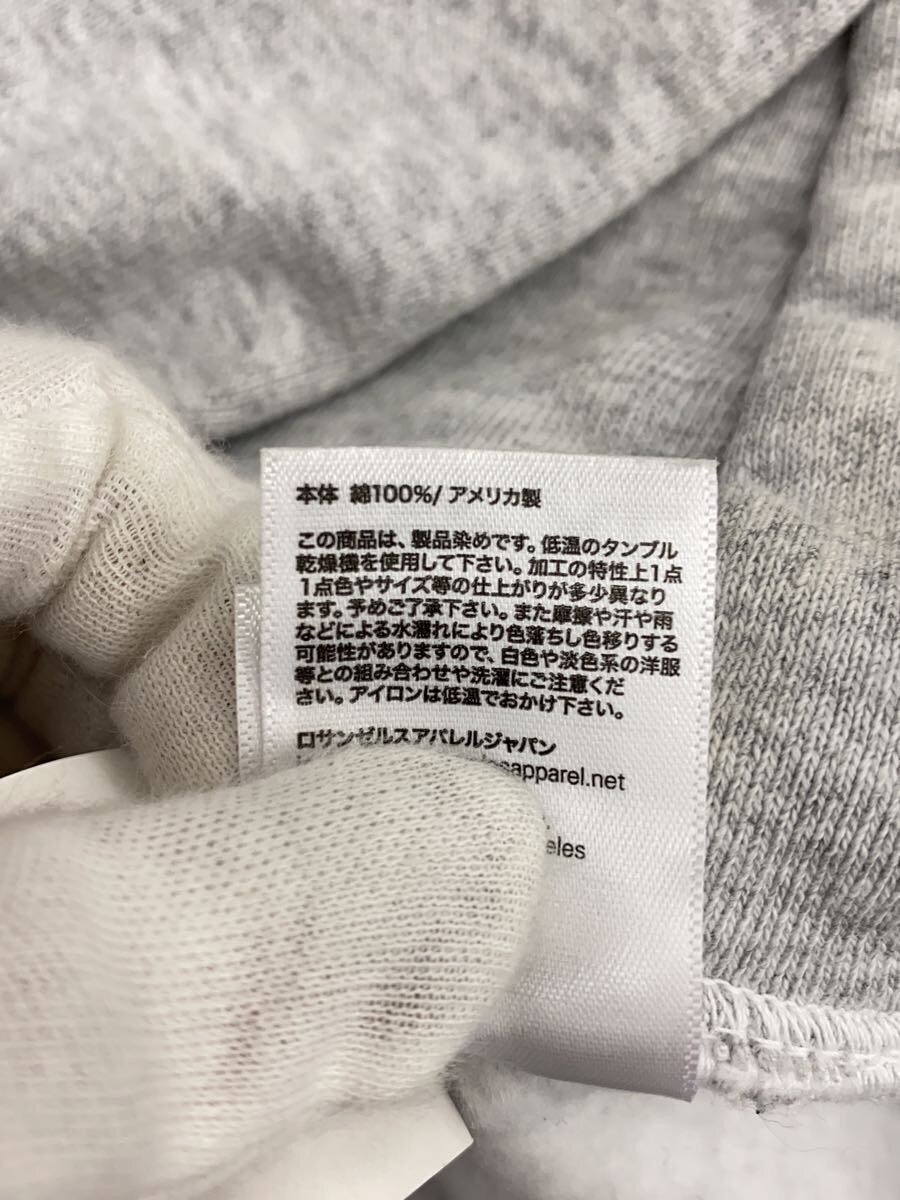 本体 綿100%/ アメリカ製
この商品は、製品染めです。低温のタンブル
乾燥機を使用して下さい。加工の特性上1点
1点色やサイズ等の仕上がりが多少異なり
ます。予めご了承下さい。また摩擦や汗や雨
などによる水濡れにより色落ちし色移りする
可能性がありますので、白色や淡色系の洋服
等との組み合わせや洗濯にご注意くだ
さい。アイロンは低温でおかけ下さい。
ロサンゼルスアパレルジャパン
sapparel.net
eles